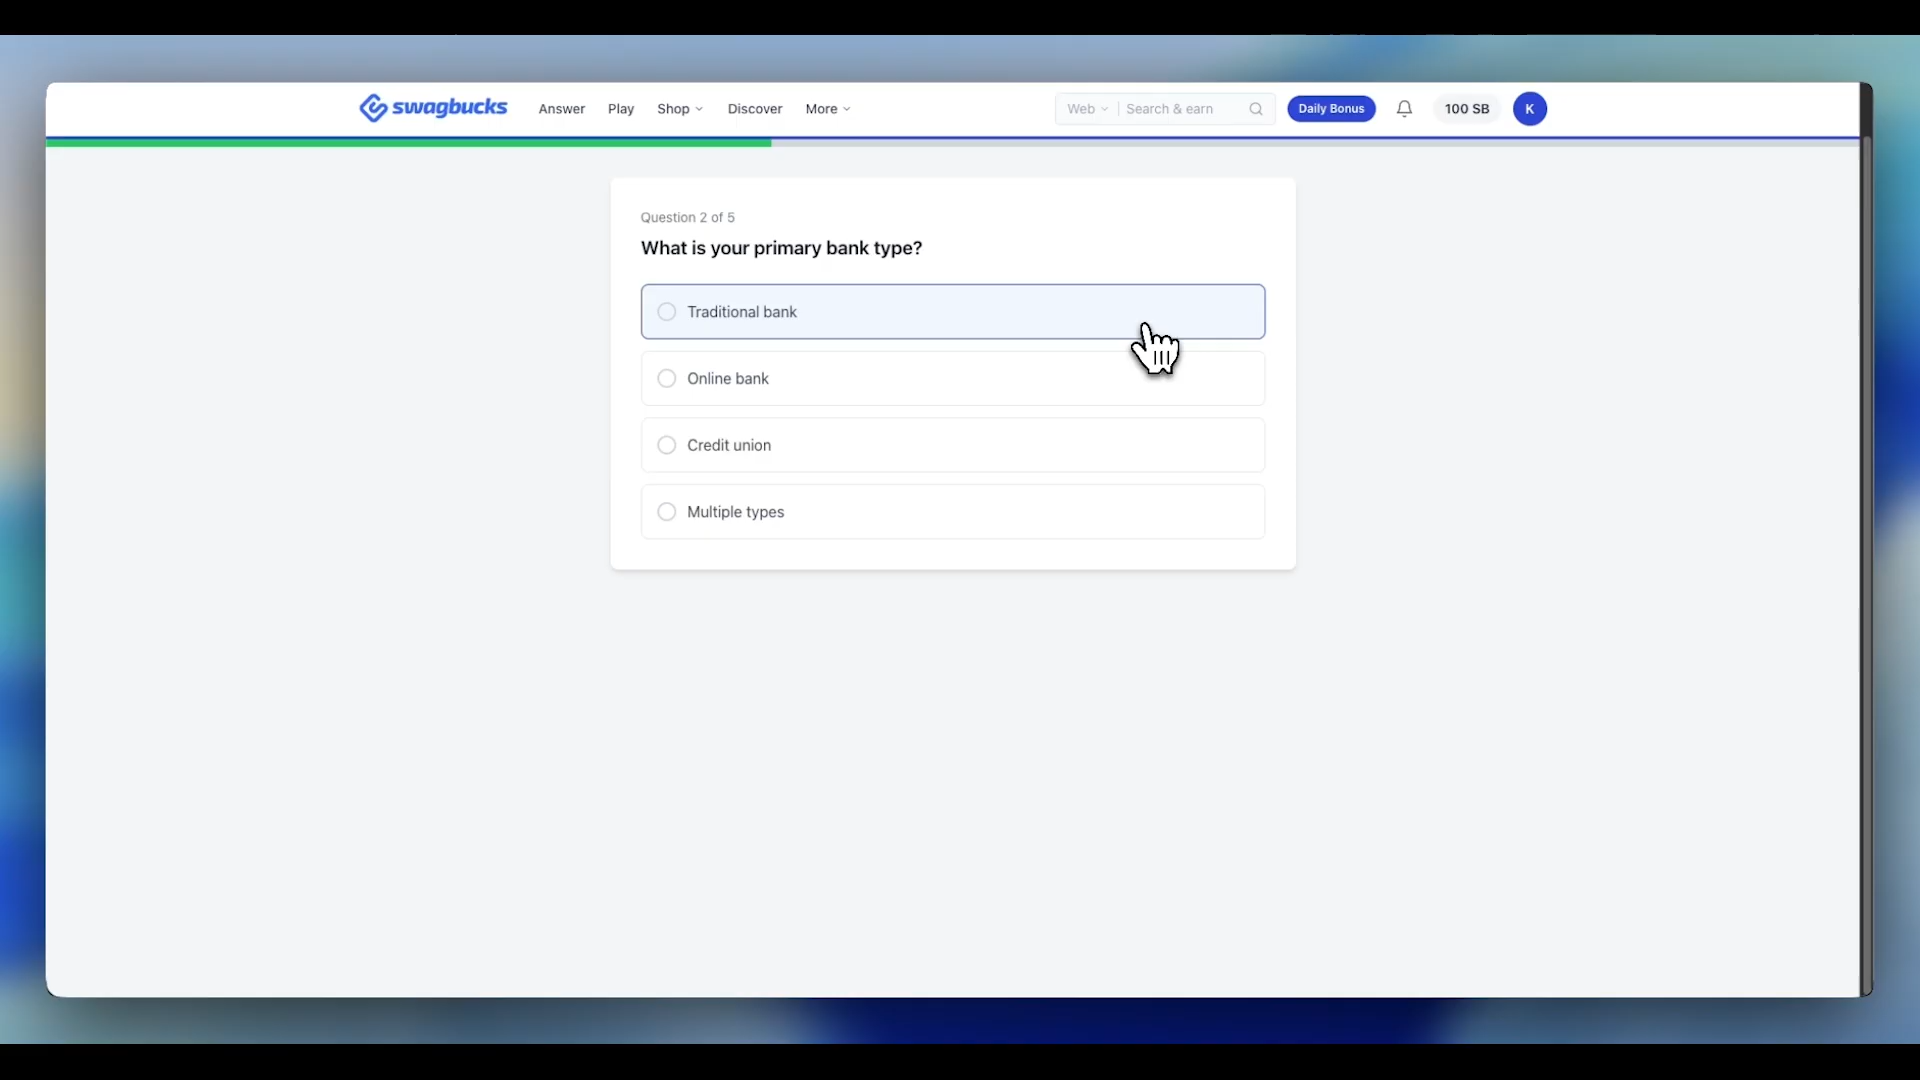 swagbucks Answer Play Shop Discover More Web Search & earn Daily Bonus 100 SB K
Question 2 of 5
What is your primary bank type?
Traditional bank
Online bank
Credit union
Multiple types